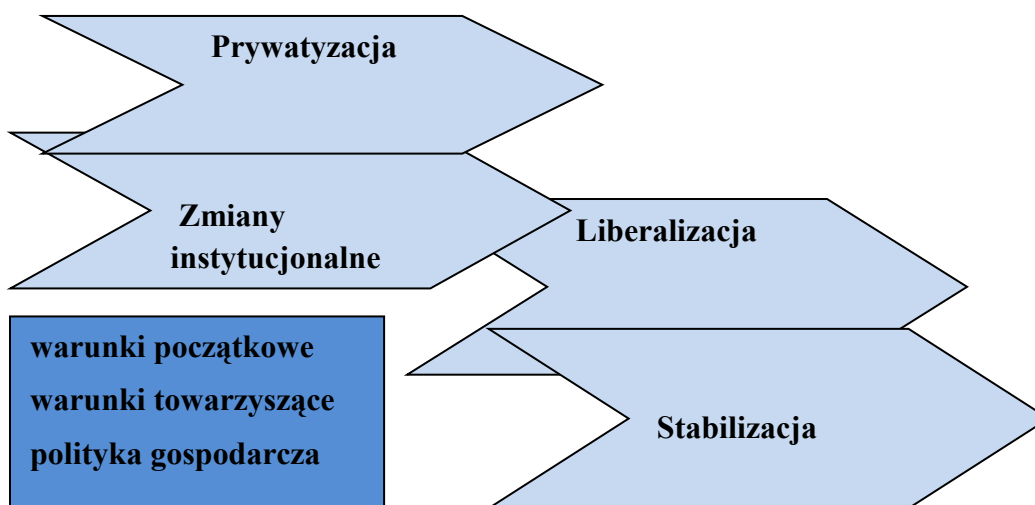 Prywatyzacja
Zmiany
instytucjonalne
Liberalizacja
warunki początkowe
warunki towarzyszące
polityka gospodarcza
Stabilizacja